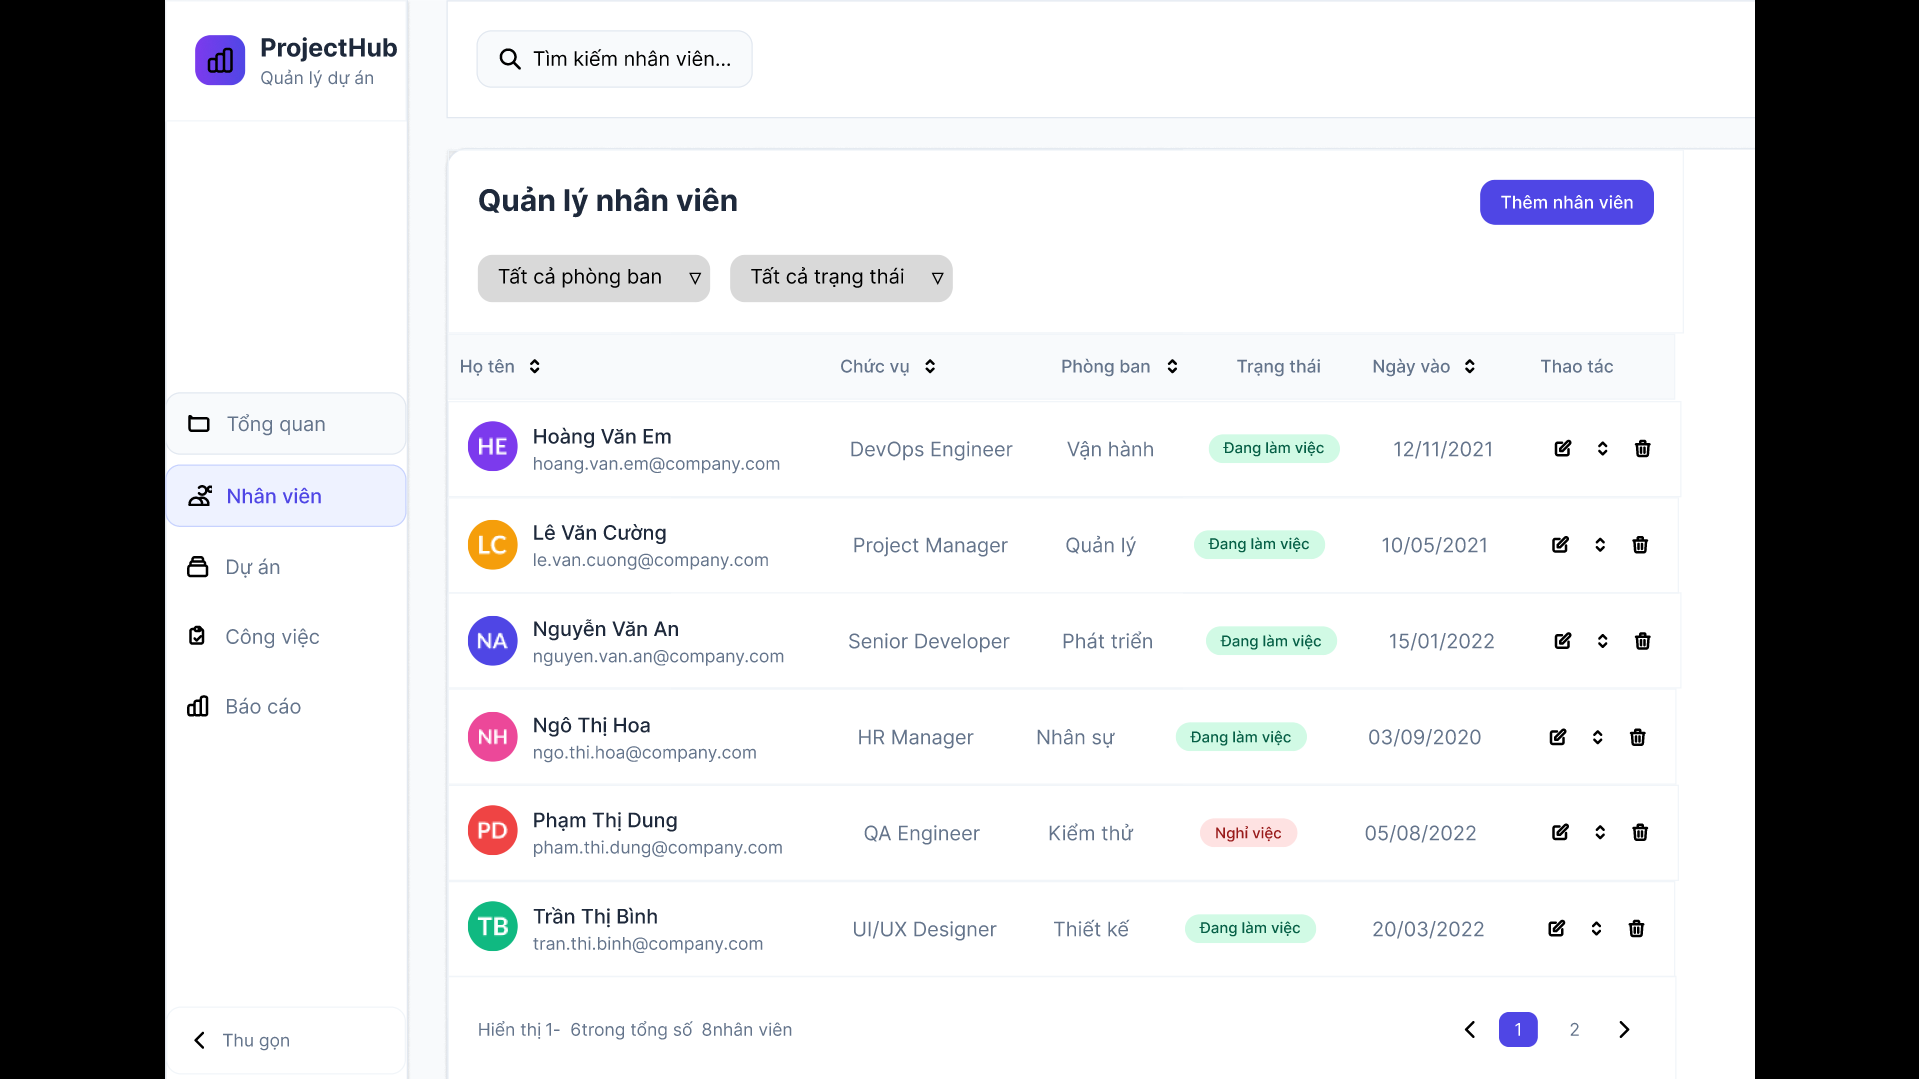 ProjectHub
Quản lý dự án
Tổng quan
Nhân viên
Dự án
Công việc
Báo cáo
Thu gọn
Tìm kiếm nhân viên...
Quản lý nhân viên
Thêm nhân viên
Tất cả phòng ban ▽ Tất cả trạng thái ▽
Họ tên Chức vụ Phòng ban Trạng thái Ngày vào Thao tác
HE Hoàng Văn Em DevOps Engineer Vận hành Đang làm việc 12/11/2021
hoang.van.em@company.com
LC Lê Văn Cường Project Manager Quản lý Đang làm việc 10/05/2021
le.van.cuong@company.com
NA Nguyễn Văn An Senior Developer Phát triển Đang làm việc 15/01/2022
nguyen.van.an@company.com
NH Ngô Thị Hoa HR Manager Nhân sự Đang làm việc 03/09/2020
ngo.thi.hoa@company.com
PD Phạm Thị Dung QA Engineer Kiểm thử Nghỉ việc 05/08/2022
pham.thi.dung@company.com
TB Trần Thị Bình UI/UX Designer Thiết kế Đang làm việc 20/03/2022
tran.thi.binh@company.com
Hiển thị 1- 6trong tổng số 8nhân viên 1 2